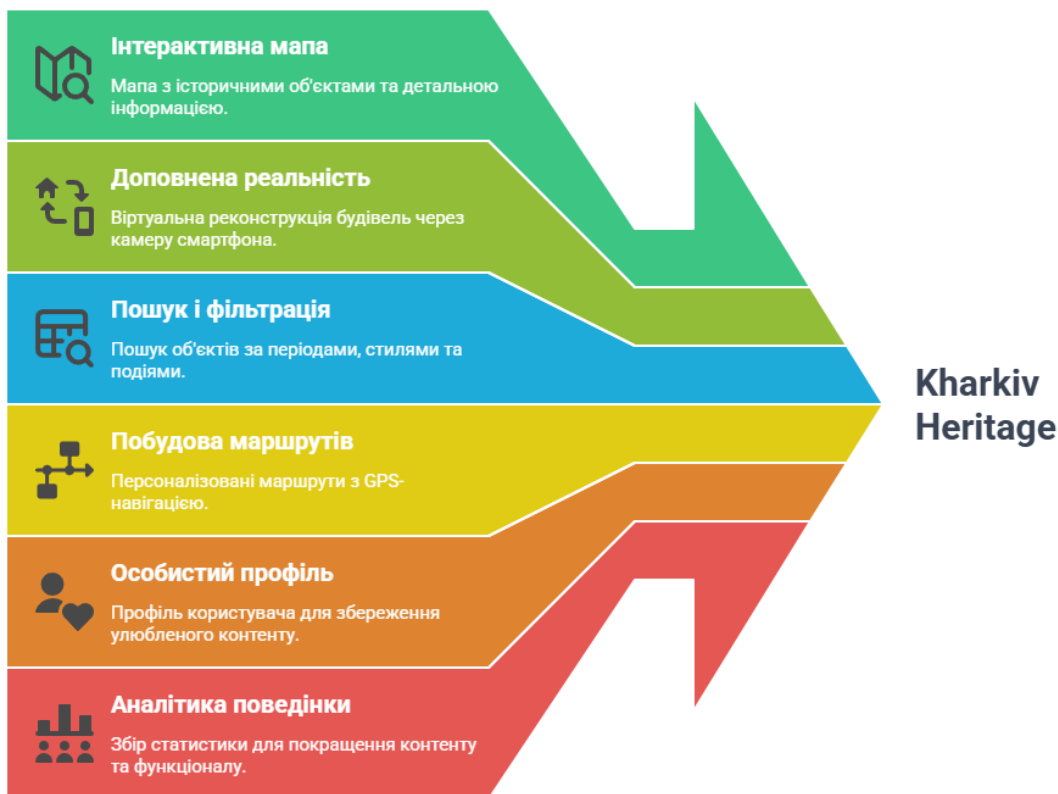 Інтерактивна мапа
Мапа з історичними об'єктами та детальною
інформацією.
Доповнена реальність
Віртуальна реконструкція будівель через
камеру смартфона.
Пошук і фільтрація
Пошук об'єктів за періодами, стилями та
подіями.
Побудова маршрутів
Персоналізовані маршрути з GPS-
навігацією.
Особистий профіль
Профіль користувача для збереження
улюбленого контенту.
Аналітика поведінки
Збір статистики для покращення контенту
та функціоналу.
Kharkiv
Heritage